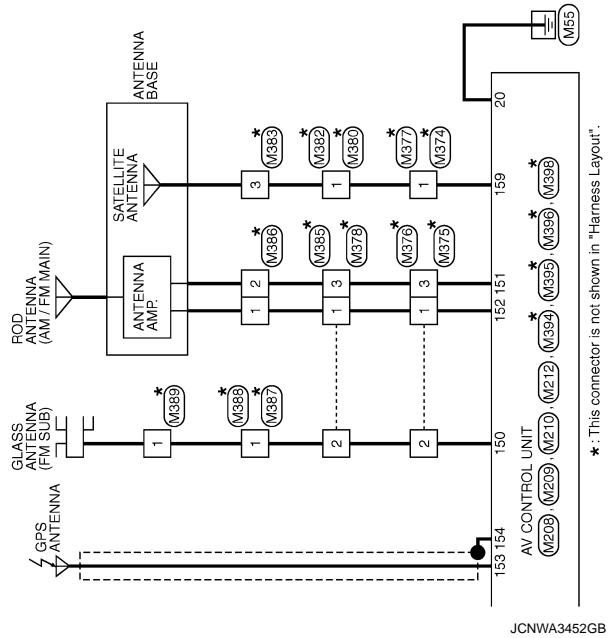 GPS
ANTENNA
GLASS
ANTENNA
(FM SUB)
ROD
ANTENNA
(AM / FM MAIN)
SATELLITE
ANTENNA
ANTENNA
BASE
ANTENNA
AMP.
1
* M389
1
* M388
* M387
1 2
* M386
3
* M383
2
1 3
* M385
* M378
1
* M382
* M380
2
1 3
* M376
* M375
1
* M377
* M374
153 154
150
152 151
159
20
M55
AV CONTROL UNIT
M208 , M209 , M210 , M212 , * M394 , * M395 , * M396 , * M398
* : This connector is not shown in "Harness Layout".
JCNWA3452GB